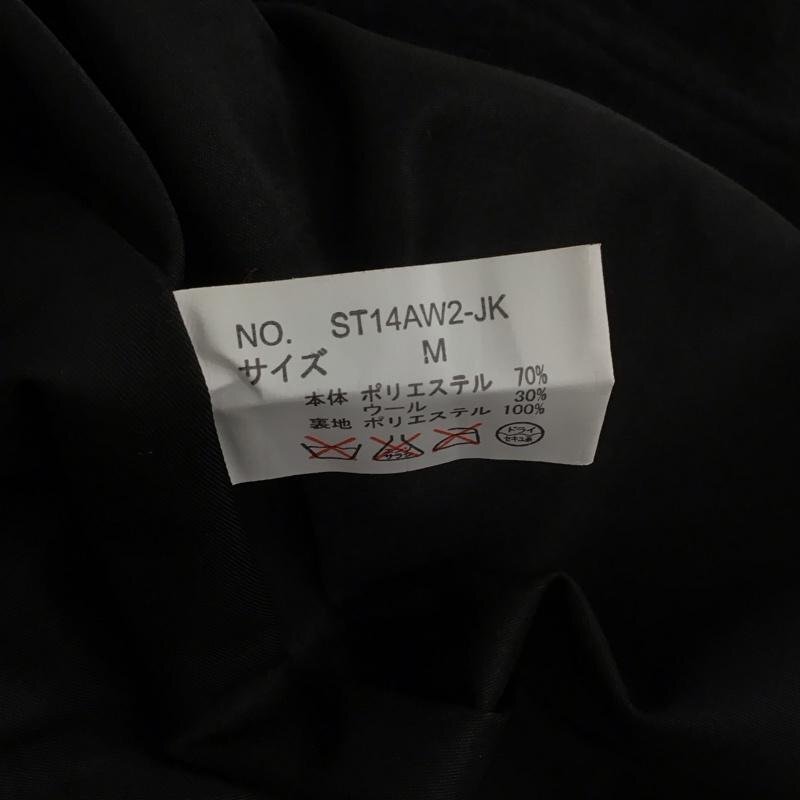 NO. ST14AW2-JK
サイズ M
本体 ポリエステル 70%
ウール 30%
裏地 ポリエステル 100%
ドライ
セキユ系